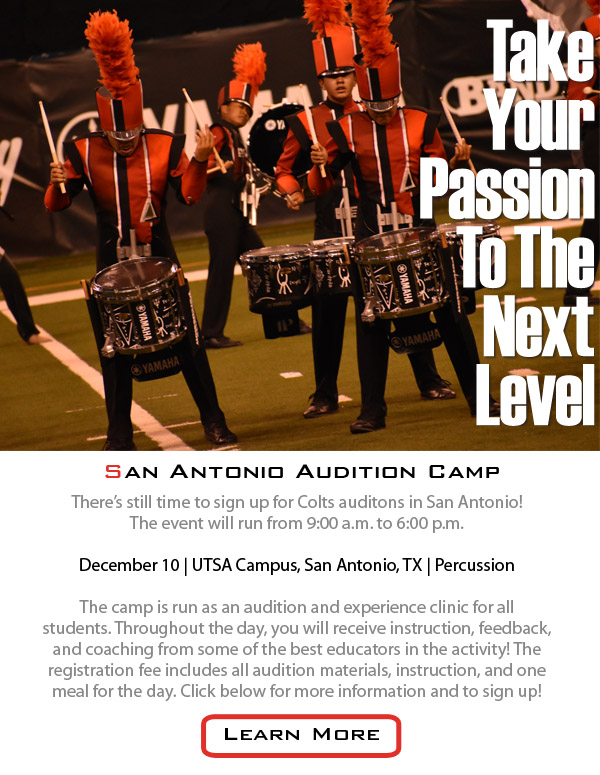 Take
Your
Passion
To The
Next
Level
YAMAHA
YAMAHA
YAMAHA
YAMAHA
San Antonio Audition Camp
There's still time to sign up for Colts auditons in San Antonio!
The event will run from 9:00 a.m. to 6:00 p.m.
December 10 | UTSA Campus, San Antonio, TX | Percussion
The camp is run as an audition and experience clinic for all
students. Throughout the day, you will receive instruction, feedback,
and coaching from some of the best educators in the activity! The
registration fee includes all audition materials, instruction, and one
meal for the day. Click below for more information and to sign up!
Learn More